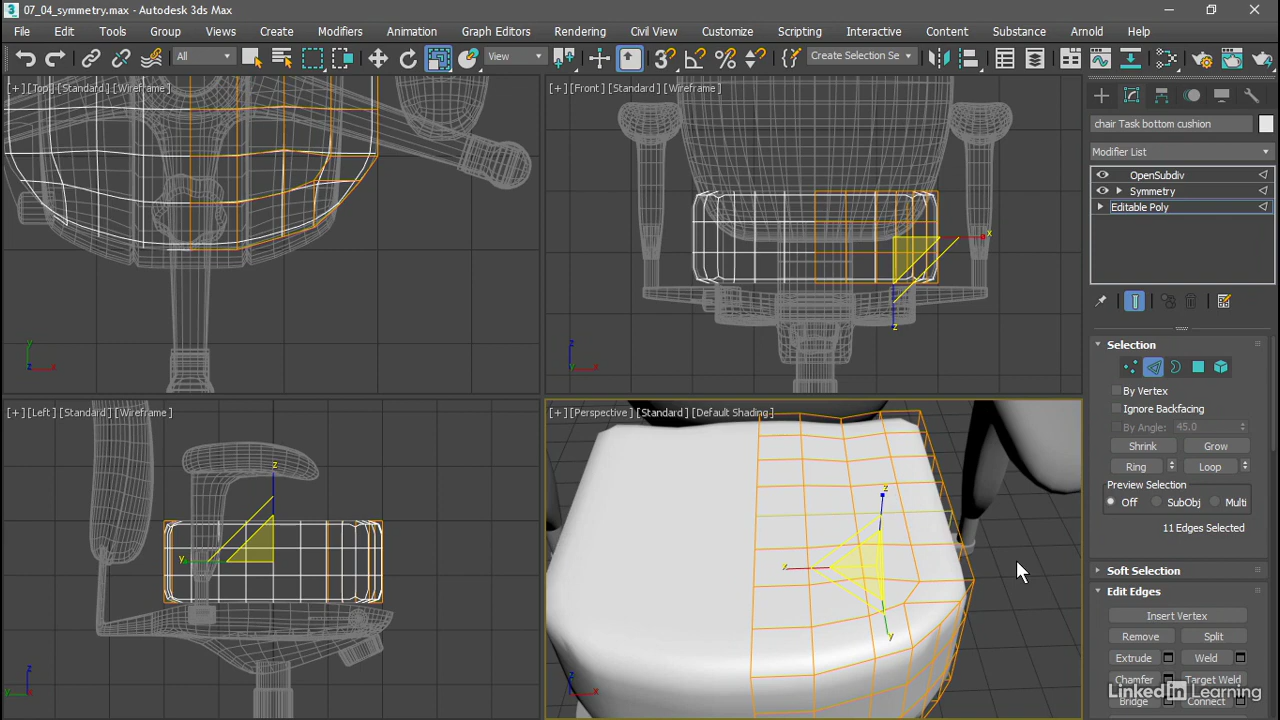 07_04_symmetry.max - Autodesk 3ds Max
File Edit Tools Group Views Create Modifiers Animation Graph Editors Rendering Civil View Customize Scripting Interactive Content Substance Arnold Help
All View Create Selection Se
[+] [Top] [Standard] [Wireframe]
[+] [Front] [Standard] [Wireframe]
chair Task bottom cushion
Modifier List
OpenSubdiv
Symmetry
Editable Poly
y
z x
x
z
z
y x
Selection
By Vertex
Ignore Backfacing
By Angle: 45.0
Shrink Grow
Ring Loop
Preview Selection
Off SubObj Multi
11 Edges Selected
Soft Selection
Edit Edges
Insert Vertex
Remove Split
Extrude Weld
Chamfer Target Weld
Bridge Connect
[+] [Left] [Standard] [Wireframe]
z
y
z
y x
[+] [Perspective] [Standard] [Default Shading]
z
x
y
z
x
LinkedIn Learning